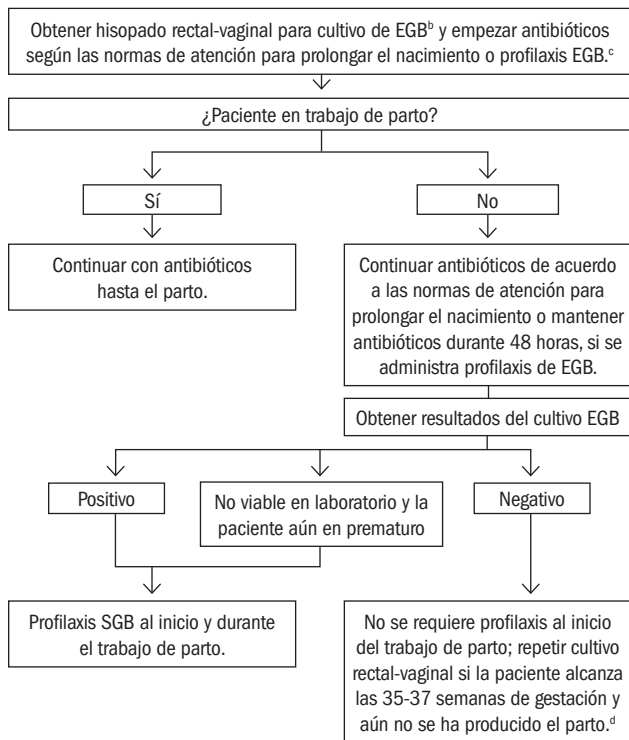 Obtener hisopado rectal-vaginal para cultivo de EGBᵇ y empezar antibióticos
según las normas de atención para prolongar el nacimiento o profilaxis EGB.ᶜ
¿Paciente en trabajo de parto?
Sí
No
Continuar con antibióticos
hasta el parto.
Continuar antibióticos de acuerdo
a las normas de atención para
prolongar el nacimiento o mantener
antibióticos durante 48 horas, si se
administra profilaxis de EGB.
Obtener resultados del cultivo EGB
Positivo
No viable en laboratorio y la
paciente aún en prematuro
Negativo
Profilaxis SGB al inicio y durante
el trabajo de parto.
No se requiere profilaxis al inicio
del trabajo de parto; repetir cultivo
rectal-vaginal si la paciente alcanza
las 35-37 semanas de gestación y
aún no se ha producido el parto.ᵈ